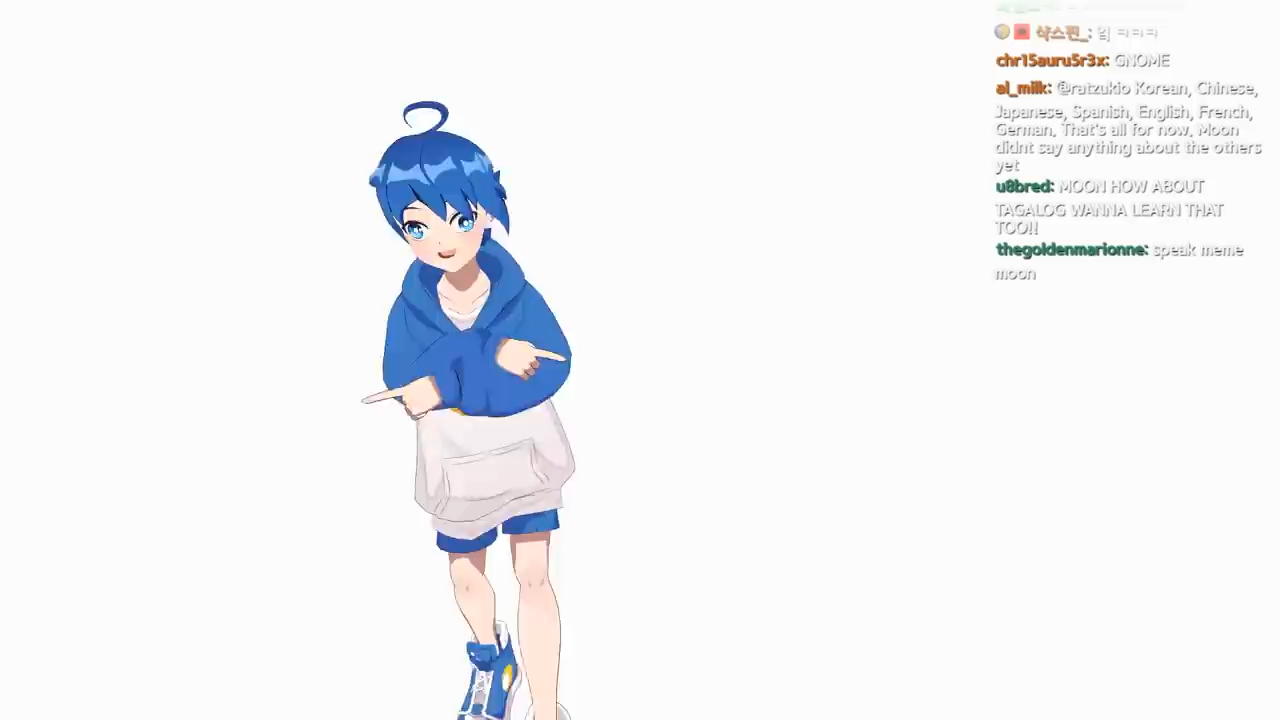 샥스핀_: 입 ㅋㅋㅋ
chr15auru5r3x: GNOME
al_milk: @ratzukio Korean, Chinese,
Japanese, Spanish, English, French,
German, That's all for now, Moon
didnt say anything about the others
yet
u8bred: MOON HOW ABOUT
TAGALOG WANNA LEARN THAT
TOO!!
thegoldenmarionne: speak meme
moon